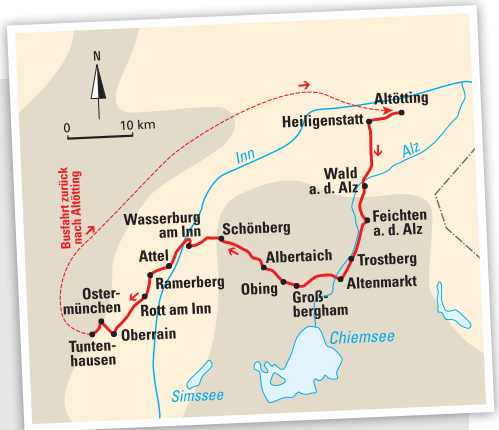 N
0
10 km
Altötting
Heiligenstatt
Inn
Alz
Busfahrt zurück
nach Altötting
Wald
a. d. Alz
Wasserburg
am Inn
Schönberg
Feichten
a. d. Alz
Attel
Albertaich
Trostberg
Ramerberg
Obing
Altenmarkt
Oster-
münchen
Rott am Inn
Groß-
bergham
Oberrain
Tunten-
hausen
Chiemsee
Simssee